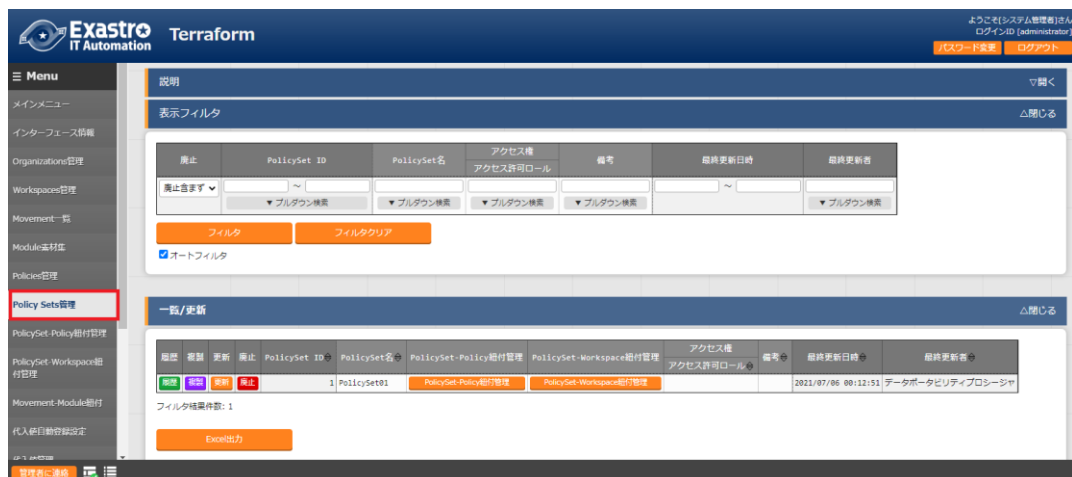 Exastro
IT Automation
Terraform
ようこそ[システム管理者]さん
ログインID [administrator]
パスワード変更 ログアウト
Menu
メインメニュー
インターフェース情報
Organizations管理
Workspaces管理
Movement一覧
Module素材集
Policies管理
Policy Sets管理
PolicySet-Policy紐付管理
PolicySet-Workspace紐
付管理
Movement-Module紐付
代入値自動登録設定
代入値管理
管理者に連絡
説明 ▽開く
表示フィルタ △閉じる
廃止 PolicySet ID PolicySet名 アクセス権 備考 最終更新日時 最終更新者
アクセス許可ロール
廃止含まず ~ ~
▼プルダウン検索 ▼プルダウン検索 ▼プルダウン検索 ▼プルダウン検索 ▼プルダウン検索
フィルタ フィルタクリア
オートフィルタ
一覧/更新 △閉じる
履歴 複製 更新 廃止 PolicySet ID PolicySet名 PolicySet-Policy紐付管理 PolicySet-Workspace紐付管理 アクセス権 備考 最終更新日時 最終更新者
アクセス許可ロール
履歴 複製 更新 廃止 1 PolicySet01 PolicySet-Policy紐付管理 PolicySet-Workspace紐付管理 2021/07/06 00:12:51 データポータビリティプロシージャ
フィルタ結果件数: 1
Excel出力